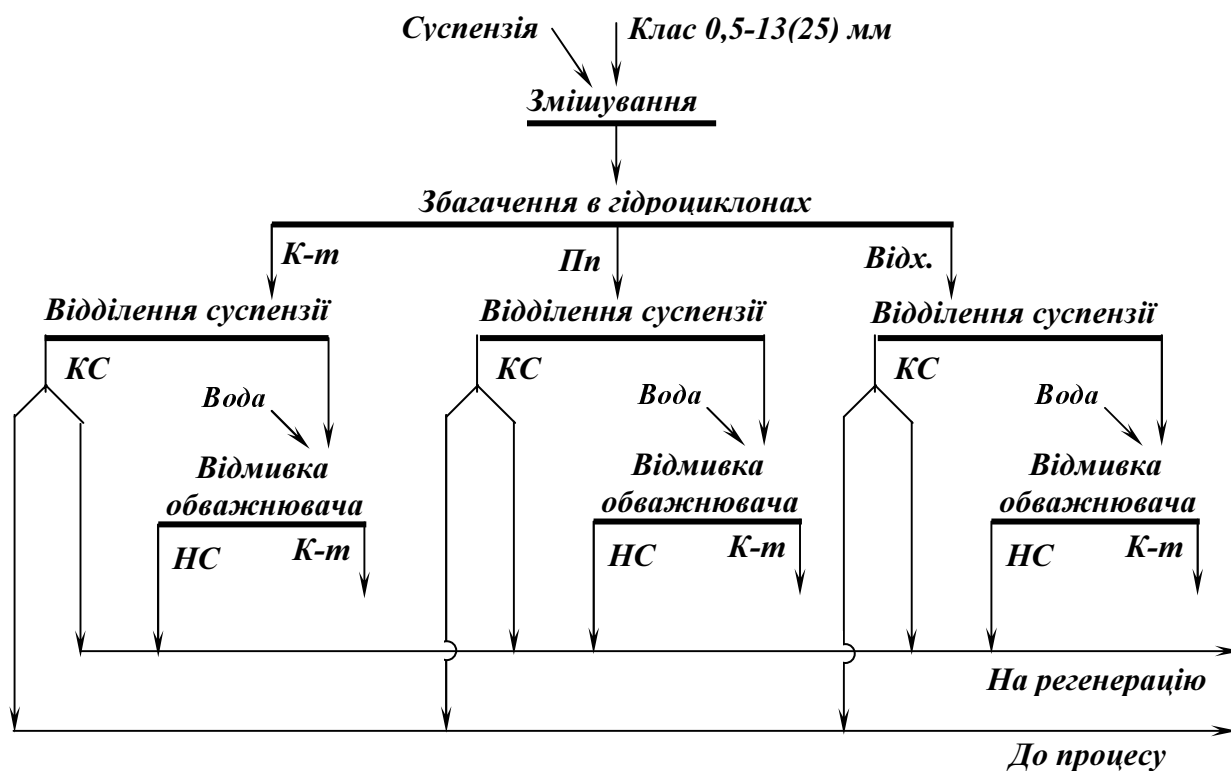 Суспензія
Клас 0,5-13(25) мм
Змішування
Збагачення в гідроциклонах
К-т
Пп
Відх.
Відділення суспензії
Відділення суспензії
Відділення суспензії
КС
КС
КС
Вода
Вода
Вода
Відмивка
обважнювача
Відмивка
обважнювача
Відмивка
обважнювача
НС
К-т
НС
К-т
НС
К-т
На регенерацію
До процесу